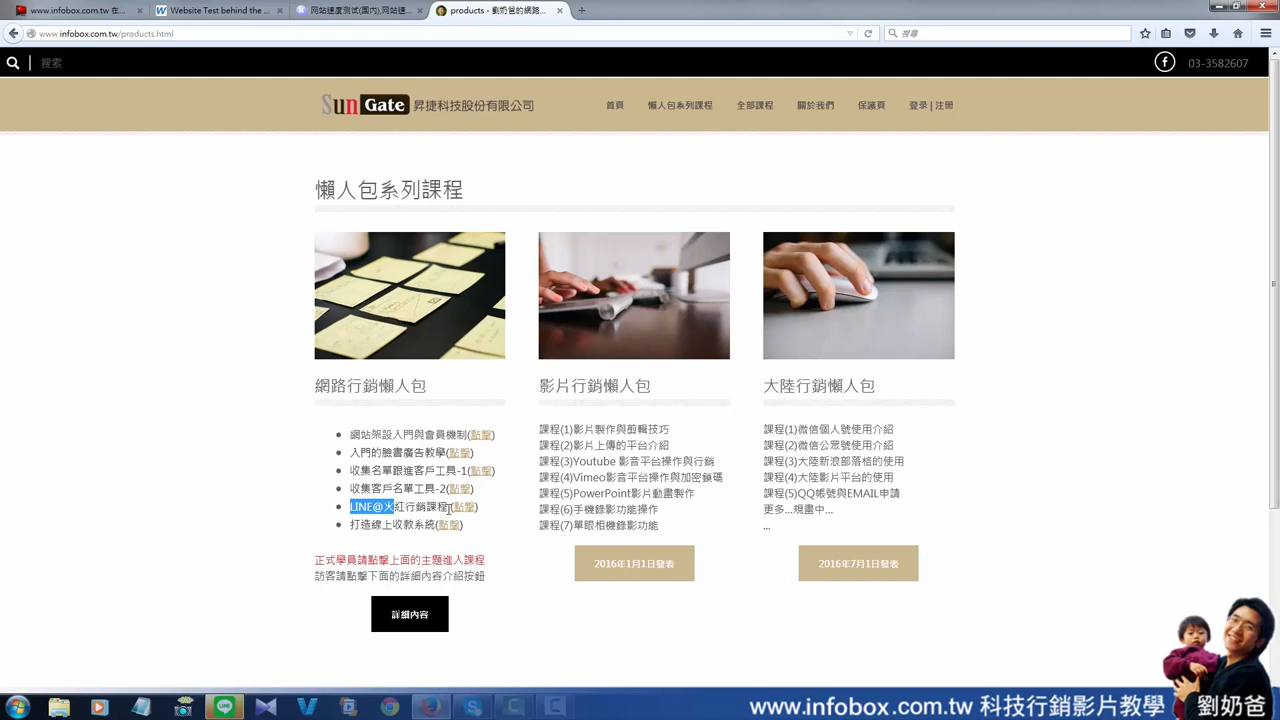 www.infobox.com.tw 在...
Website Test behind the ...
网站速度测试(国内),网站速...
products - 劉奶爸的網路...
www.infobox.com.tw/products.html
搜尋
搜索
03-3582607
Sun Gate 昇捷科技股份有限公司
首頁 懶人包系列課程 全部課程 關於我們 保護頁 登录 | 注册
懶人包系列課程
網路行銷懶人包
網站架設入門與會員機制(點擊)
入門的臉書廣告教學(點擊)
收集名單跟進客戶工具-1(點擊)
收集客戶名單工具-2(點擊)
LINE@火紅行銷課程(點擊)
打造線上收款系統(點擊)
正式學員請點擊上面的主題進入課程
訪客請點擊下面的詳細內容介紹按鈕
詳細內容
影片行銷懶人包
課程(1)影片製作與剪輯技巧
課程(2)影片上傳的平台介紹
課程(3)Youtube 影音平台操作與行銷
課程(4)Vimeo影音平台操作與加密鎖碼
課程(5)PowerPoint影片動畫製作
課程(6)手機錄影功能操作
課程(7)單眼相機錄影功能
2016年1月1日發表
大陸行銷懶人包
課程(1)微信個人號使用介紹
課程(2)微信公眾號使用介紹
課程(3)大陸新浪部落格的使用
課程(4)大陸影片平台的使用
課程(5)QQ帳號與EMAIL申請
更多...規畫中...
...
2016年7月1日發表
www.infobox.com.tw 科技行銷影片教學
劉奶爸